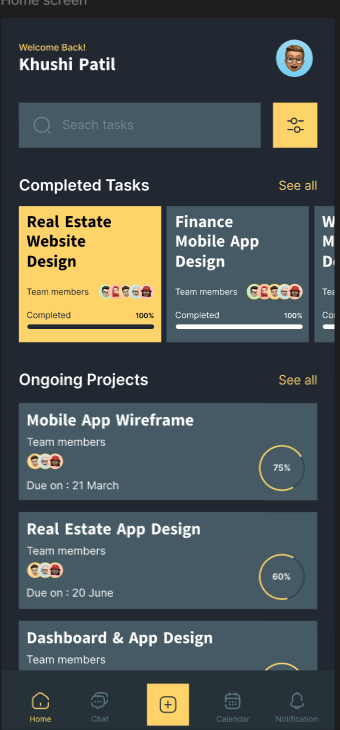 Home screen
Welcome Back!
Khushi Patil
Seach tasks
Completed Tasks
See all
Real Estate
Website
Design
Team members
Completed
100%
Finance
Mobile App
Design
Team members
Completed
100%
Ongoing Projects
See all
Mobile App Wireframe
Team members
Due on : 21 March
75%
Real Estate App Design
Team members
Due on : 20 June
60%
Dashboard & App Design
Team members
Home
Chat
Calendar
Notification